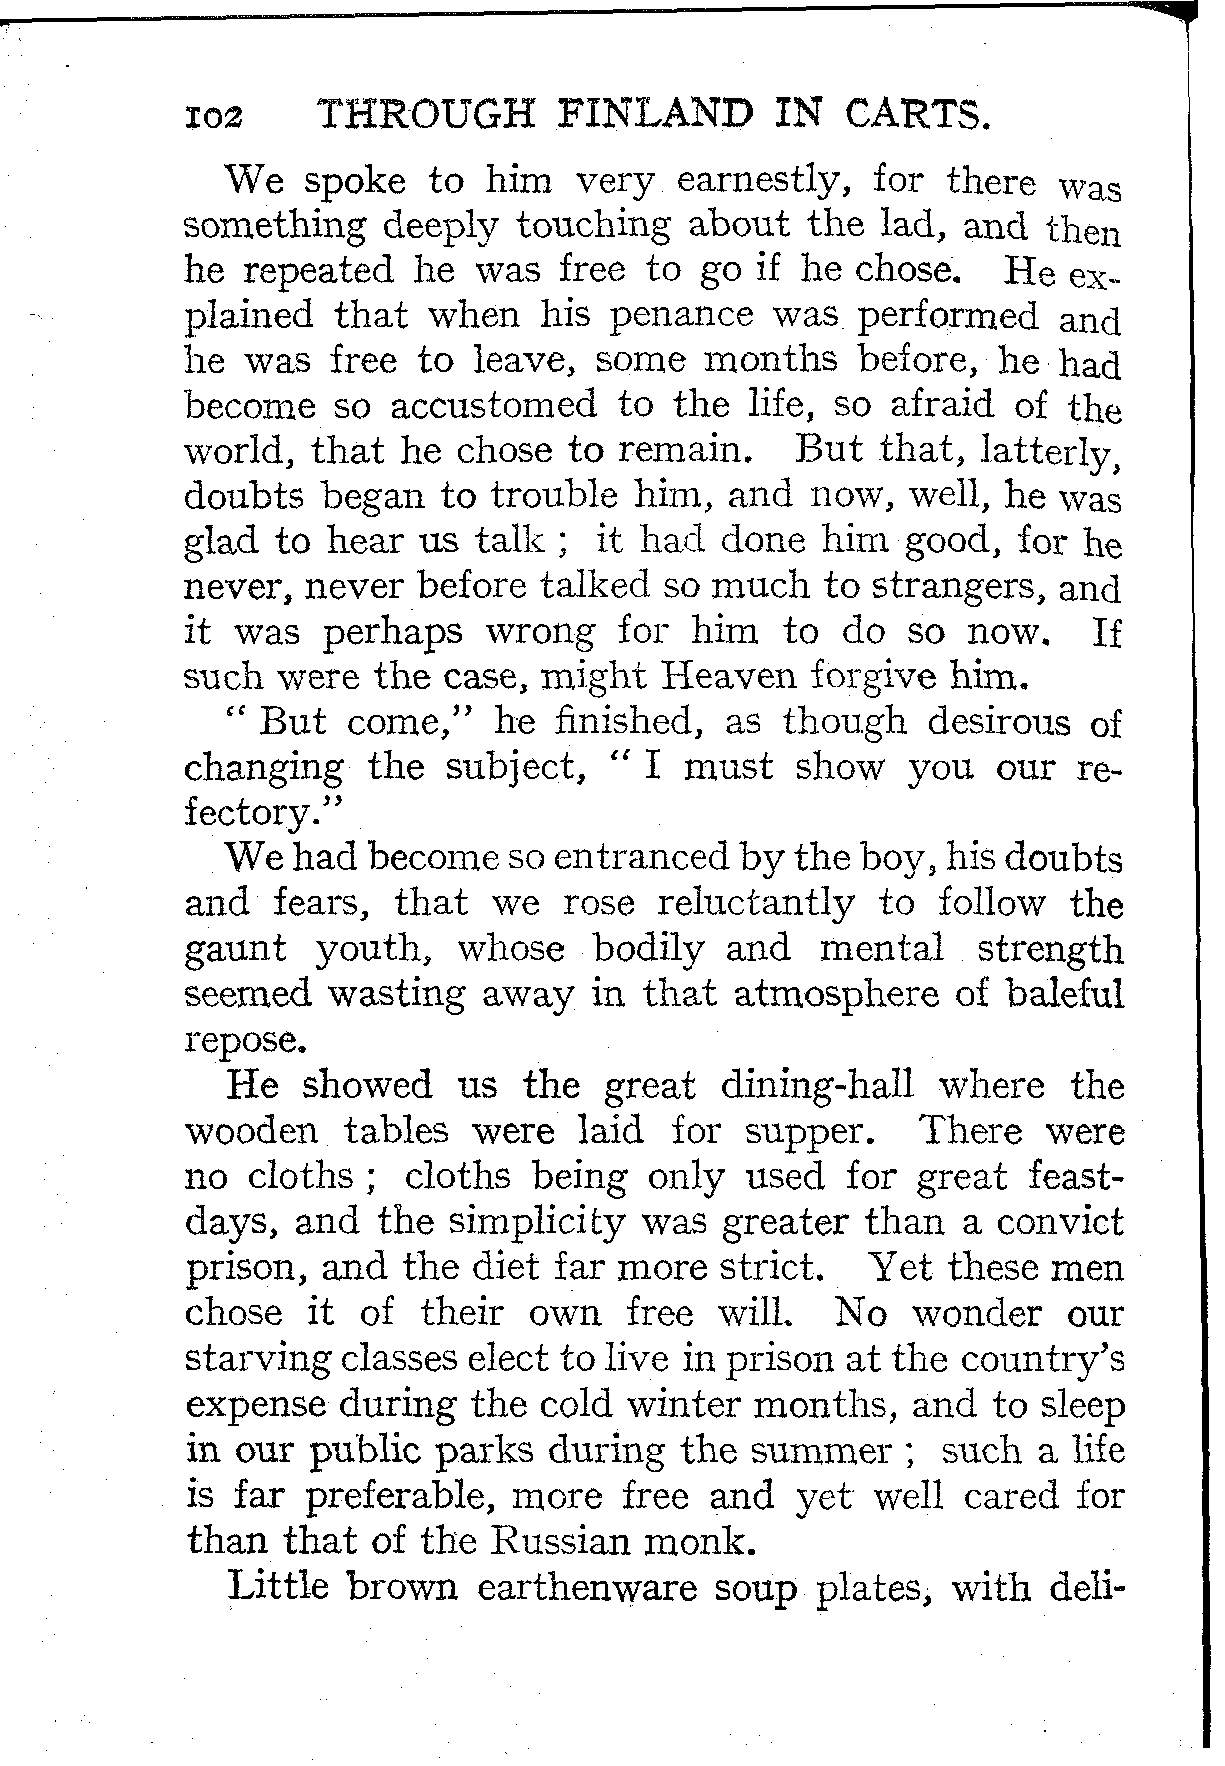 102 THROUGH FINLAND IN CARTS.
We spoke to him very earnestly, for there was
something deeply touching about the lad, and then
he repeated he was free to go if he chose. He ex-
plained that when his penance was performed and
he was free to leave, some months before, he had
become so accustomed to the life, so afraid of the
world, that he chose to remain. But that, latterly,
doubts began to trouble him, and now, well, he was
glad to hear us talk ; it had done him good, for he
never, never before talked so much to strangers, and
it was perhaps wrong for him to do so now. If
such were the case, might Heaven forgive him.
“ But come,” he finished, as though desirous of
changing the subject, “ I must show you our re-
fectory.”
We had become so entranced by the boy, his doubts
and fears, that we rose reluctantly to follow the
gaunt youth, whose bodily and mental strength
seemed wasting away in that atmosphere of baleful
repose.
He showed us the great dining-hall where the
wooden tables were laid for supper. There were
no cloths ; cloths being only used for great feast-
days, and the simplicity was greater than a convict
prison, and the diet far more strict. Yet these men
chose it of their own free will. No wonder our
starving classes elect to live in prison at the country’s
expense during the cold winter months, and to sleep
in our public parks during the summer ; such a life
is far preferable, more free and yet well cared for
than that of the Russian monk.
Little brown earthenware soup plates, with deli-